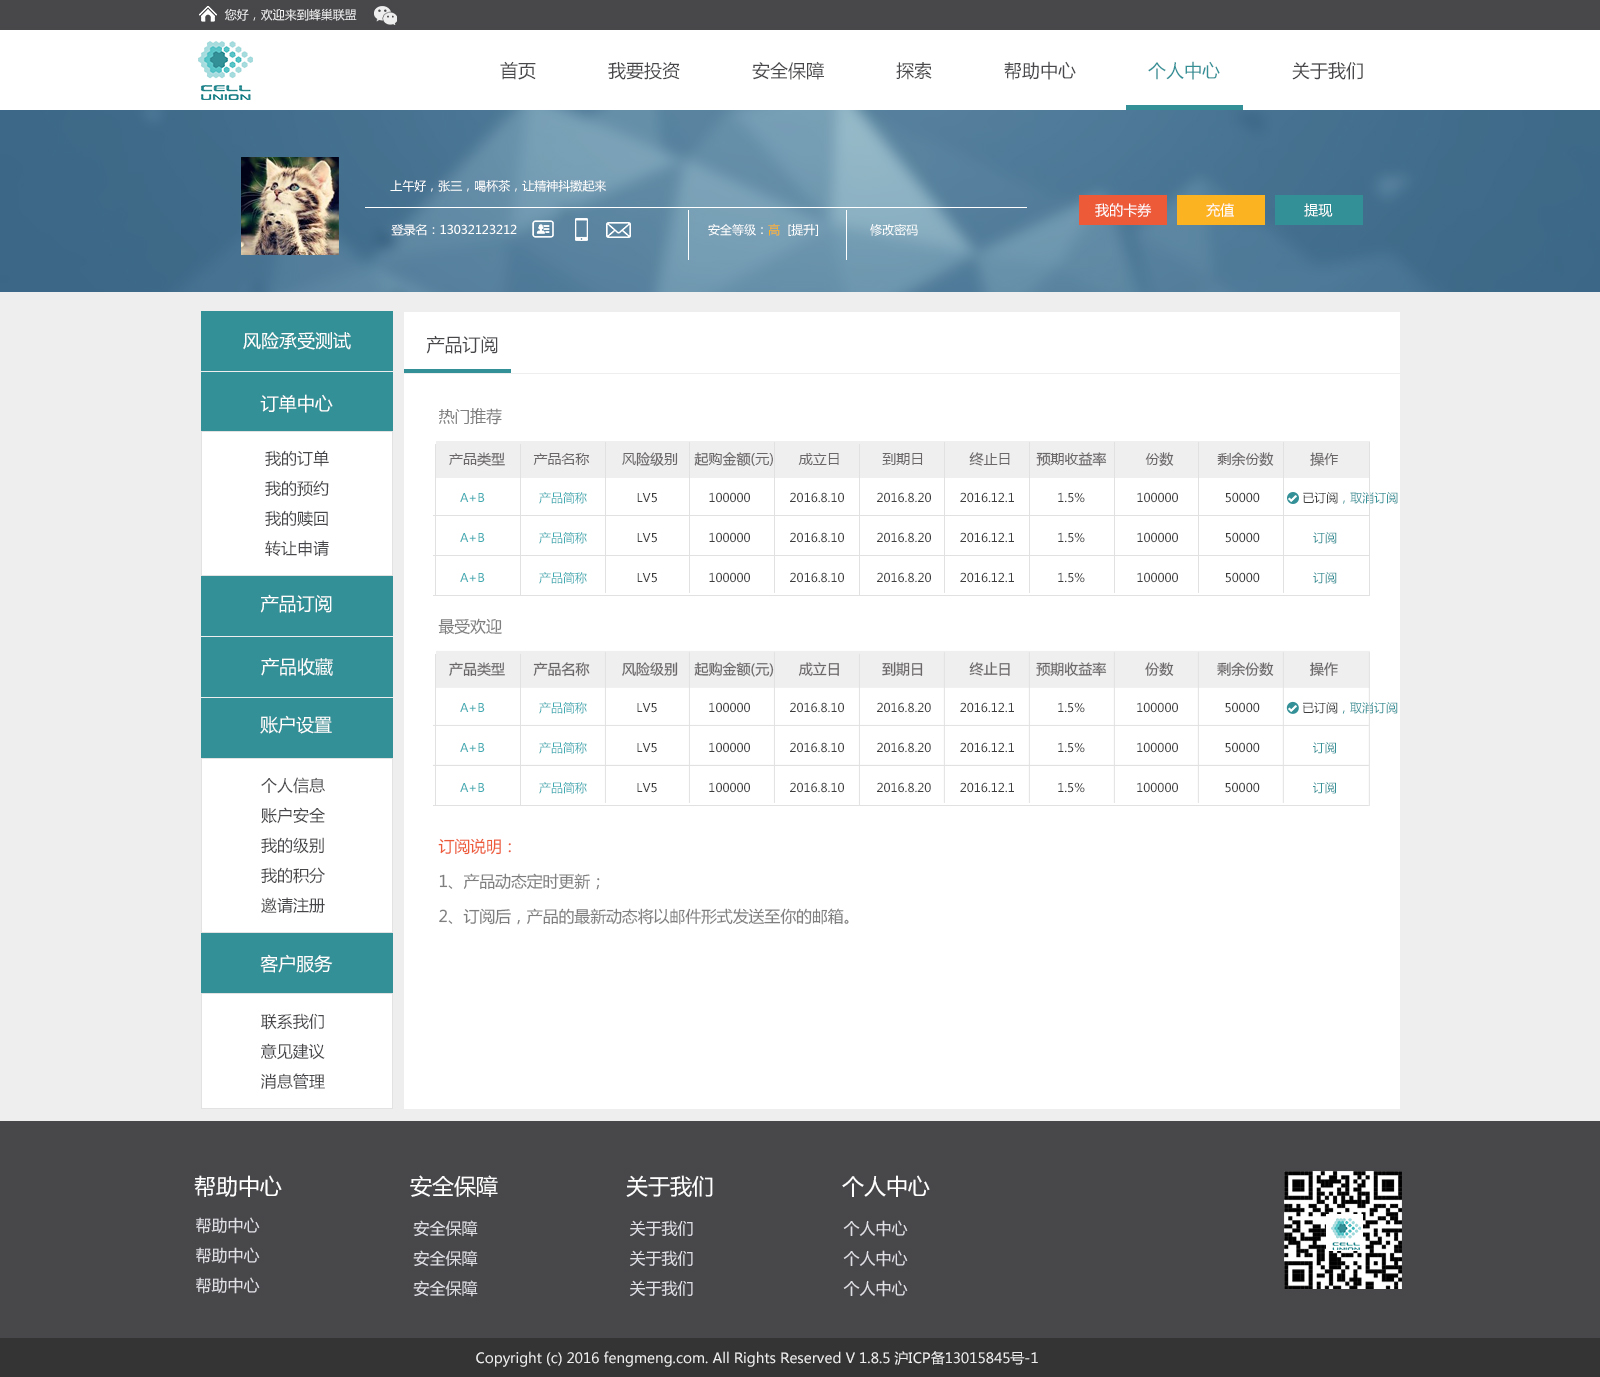 您好，欢迎来到蜂巢联盟
CELL
UNION
首页 我要投资 安全保障 探索 帮助中心 个人中心 关于我们
上午好，张三，喝杯茶，让精神抖擞起来
登录名：13032123212 安全等级：高 [提升] 修改密码
我的卡券 充值 提现
风险承受测试
订单中心
我的订单
我的预约
我的赎回
转让申请
产品订阅
产品收藏
账户设置
个人信息
账户安全
我的级别
我的积分
邀请注册
客户服务
联系我们
意见建议
消息管理
产品订阅
热门推荐
产品类型 产品名称 风险级别 起购金额(元) 成立日 到期日 终止日 预期收益率 份数 剩余份数 操作
A+B 产品简称 LV5 100000 2016.8.10 2016.8.20 2016.12.1 1.5% 100000 50000 已订阅，取消订阅
A+B 产品简称 LV5 100000 2016.8.10 2016.8.20 2016.12.1 1.5% 100000 50000 订阅
A+B 产品简称 LV5 100000 2016.8.10 2016.8.20 2016.12.1 1.5% 100000 50000 订阅
最受欢迎
产品类型 产品名称 风险级别 起购金额(元) 成立日 到期日 终止日 预期收益率 份数 剩余份数 操作
A+B 产品简称 LV5 100000 2016.8.10 2016.8.20 2016.12.1 1.5% 100000 50000 已订阅，取消订阅
A+B 产品简称 LV5 100000 2016.8.10 2016.8.20 2016.12.1 1.5% 100000 50000 订阅
A+B 产品简称 LV5 100000 2016.8.10 2016.8.20 2016.12.1 1.5% 100000 50000 订阅
订阅说明：
1、产品动态定时更新；
2、订阅后，产品的最新动态将以邮件形式发送至你的邮箱。
帮助中心 安全保障 关于我们 个人中心
帮助中心 安全保障 关于我们 个人中心
帮助中心 安全保障 关于我们 个人中心
帮助中心 安全保障 关于我们 个人中心
CELL
UNION
Copyright (c) 2016 fengmeng.com. All Rights Reserved V 1.8.5 沪ICP备13015845号-1